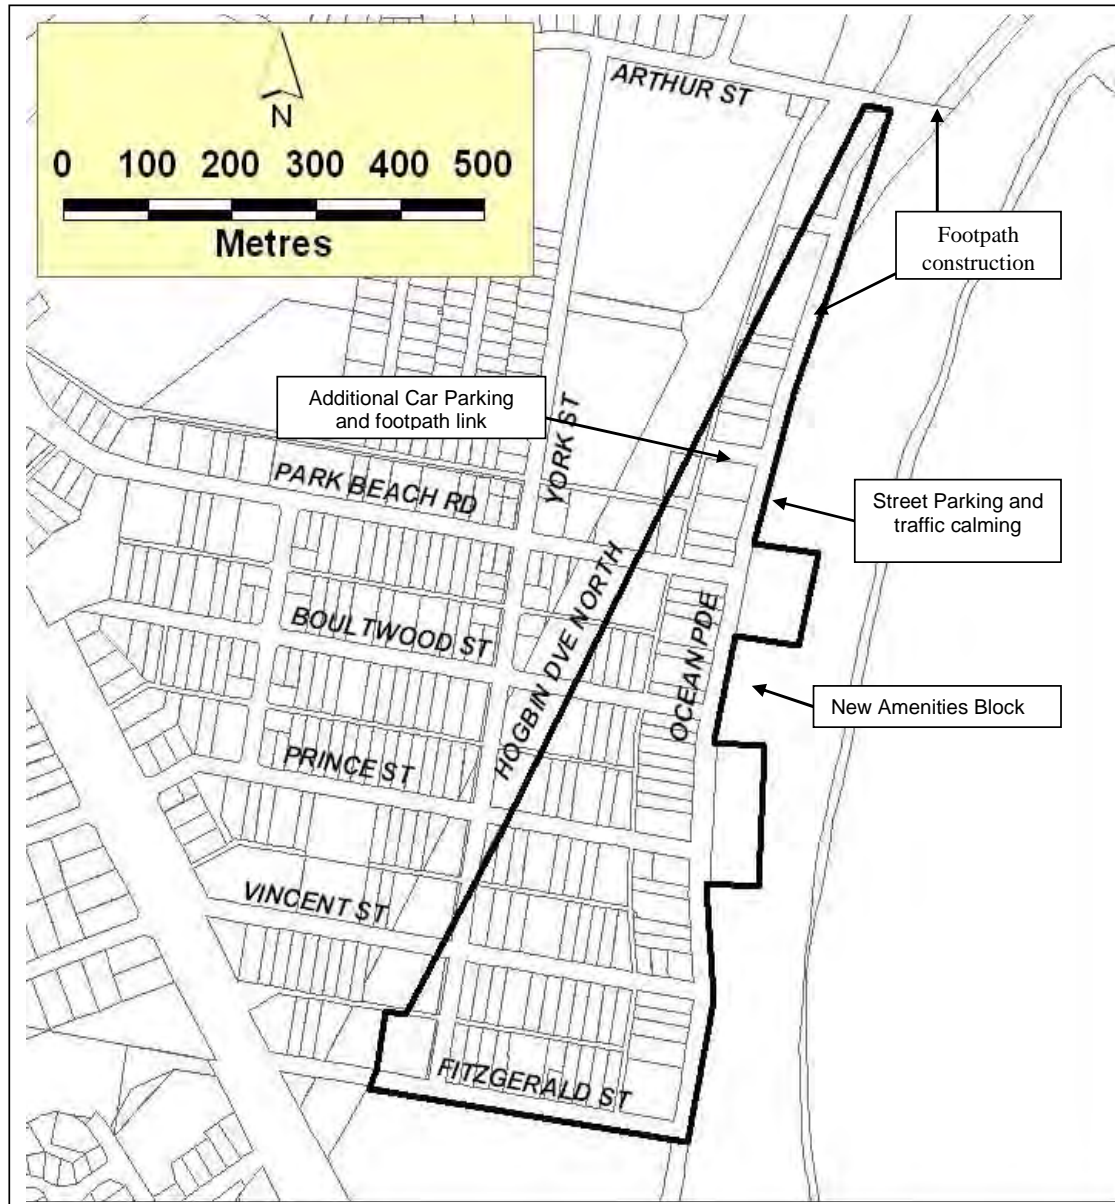 ARTHUR ST
N
0 100 200 300 400 500
Metres
Footpath
construction
Additional Car Parking
and footpath link
YORK ST
PARK BEACH RD
Street Parking and
traffic calming
HOGBIN DVE NORTH
BOULTWOOD ST
OCEAN PDE
New Amenities Block
PRINCE ST
VINCENT ST
FITZGERALD ST